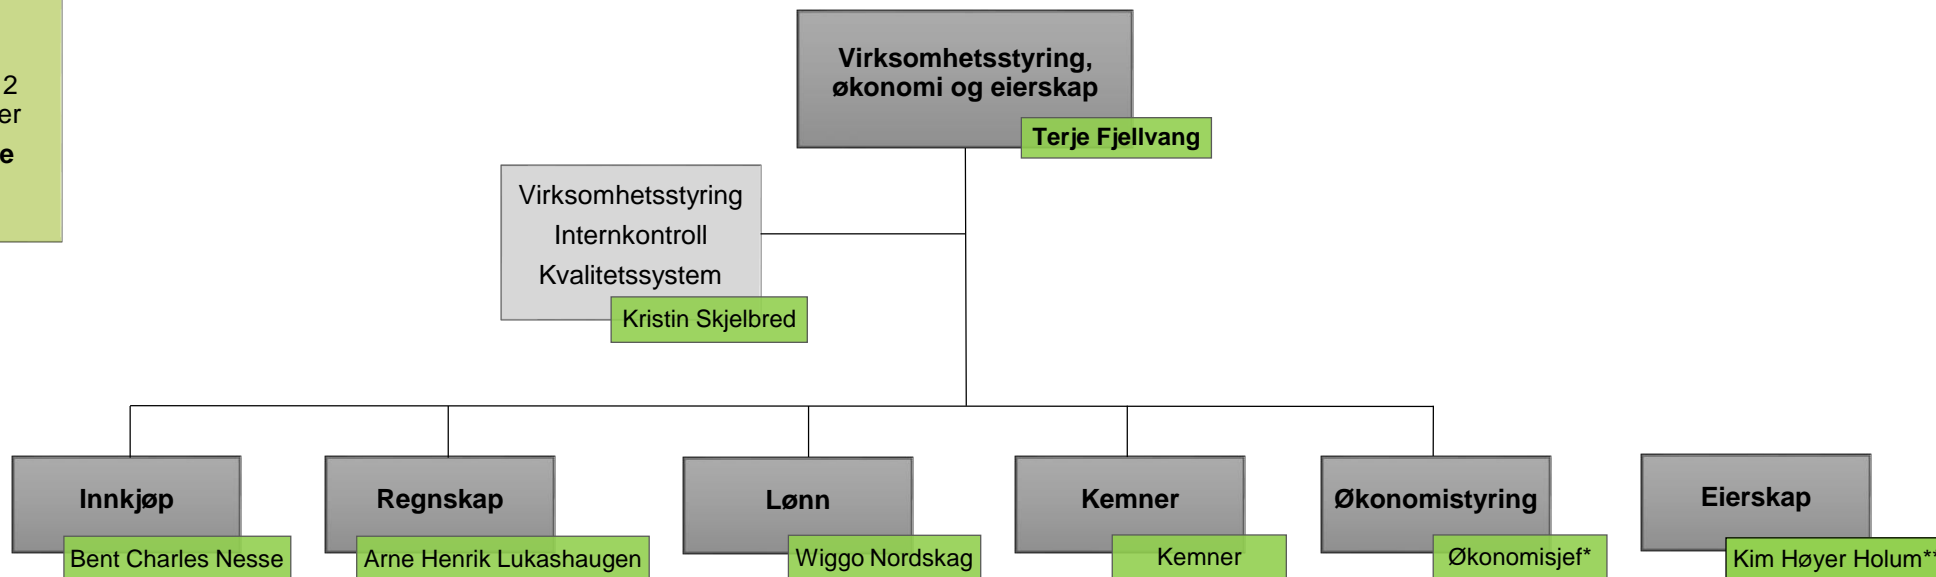 2
er
e
Virksomhetsstyring,
økonomi og eierskap
Terje Fjellvang
Virksomhetsstyring
Internkontroll
Kvalitetssystem
Kristin Skjelbred
Innkjøp
Bent Charles Nesse
Regnskap
Arne Henrik Lukashaugen
Lønn
Wiggo Nordskag
Kemner
Kemner
Økonomistyring
Økonomisjef*
Eierskap
Kim Høyer Holum**